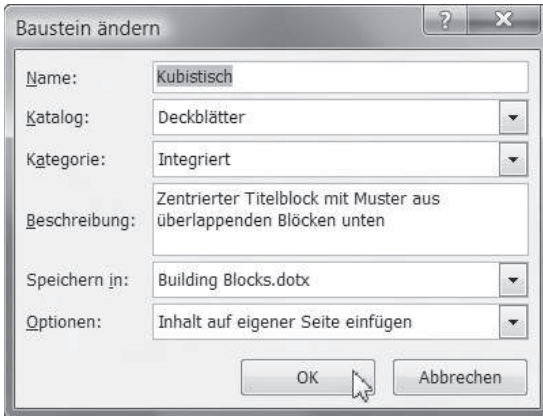 Baustein ändern
?
Name: Kubistisch
Katalog: Deckblätter
Kategorie: Integriert
Beschreibung: Zentrierter Titelblock mit Muster aus
überlappenden Blöcken unten
Speichern in: Building Blocks.dotx
Optionen: Inhalt auf eigener Seite einfügen
OK Abbrechen